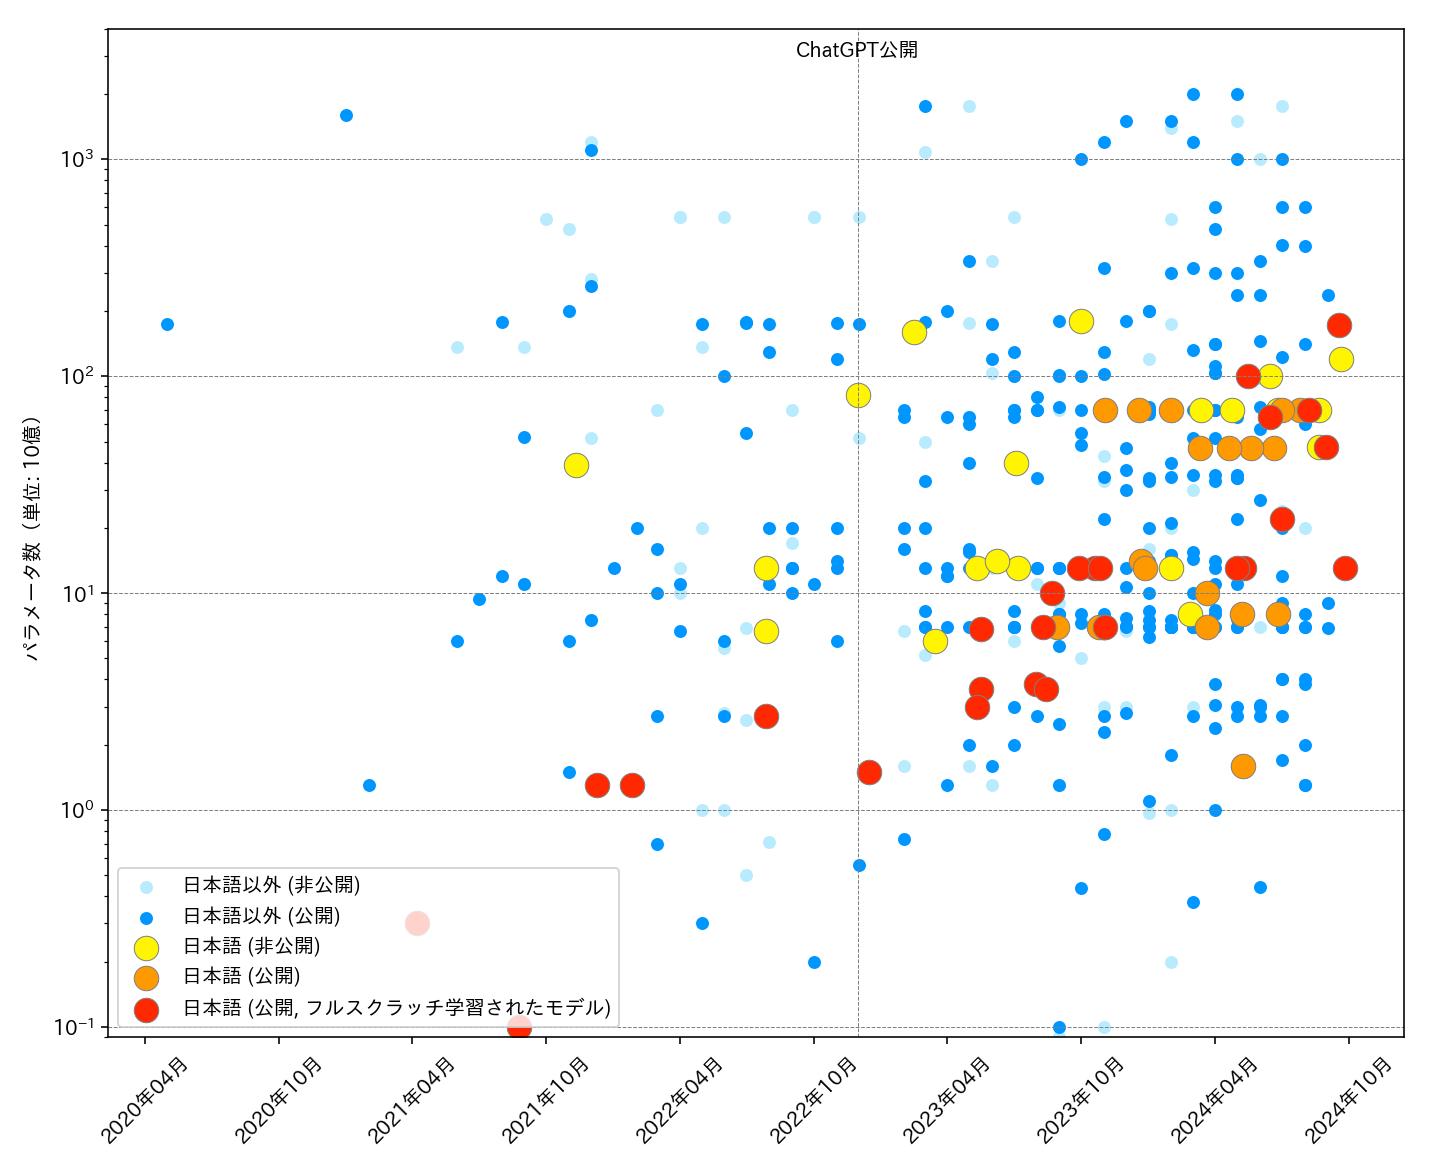 ChatGPT公開
10³
10²
10¹
10⁰
10⁻¹
パラメータ数（単位: 10億）
日本語以外 (非公開)
日本語以外 (公開)
日本語 (非公開)
日本語 (公開)
日本語 (公開, フルスクラッチ学習されたモデル)
2020年04月
2020年10月
2021年04月
2021年10月
2022年04月
2022年10月
2023年04月
2023年10月
2024年04月
2024年10月